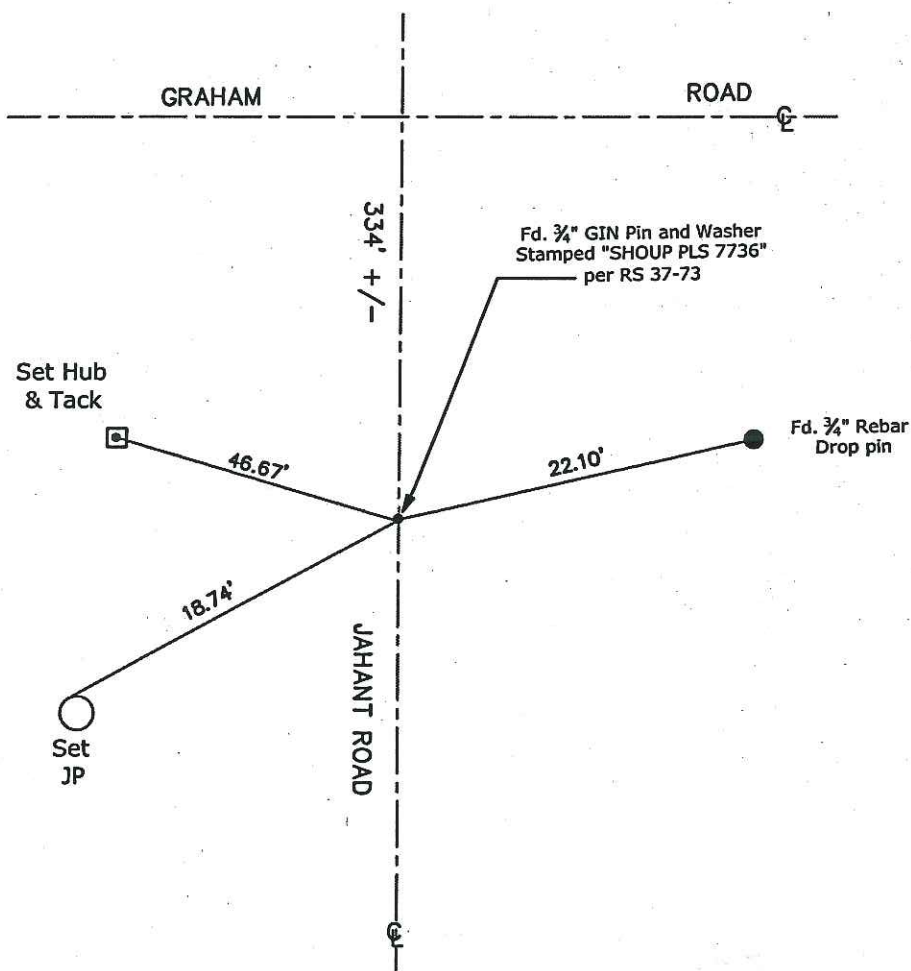 GRAHAM ROAD
℄
334' +/-
Fd. ¾" GIN Pin and Washer
Stamped "SHOUP PLS 7736"
per RS 37-73
Set Hub
& Tack
46.67'
22.10'
Fd. ¾" Rebar
Drop pin
18.74'
JAHANT ROAD
Set
JP
℄